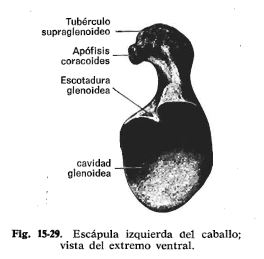 Tubérculo
supraglenoideo
Apófisis
coracoides
Escotadura
glenoidea
cavidad
glenoidea
Fig. 15-29. Escápula izquierda del caballo;
vista del extremo ventral.